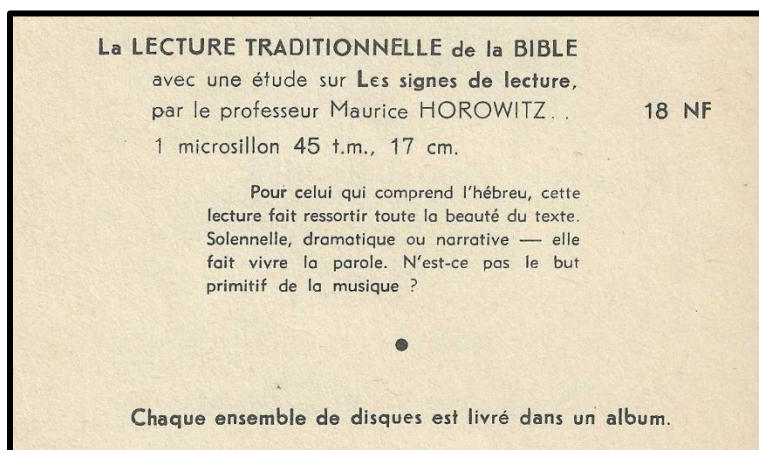 La LECTURE TRADITIONNELLE de la BIBLE
avec une étude sur Les signes de lecture,
par le professeur Maurice HOROWITZ. . 18 NF
1 microsillon 45 t.m., 17 cm.
Pour celui qui comprend l'hébreu, cette
lecture fait ressortir toute la beauté du texte.
Solennelle, dramatique ou narrative — elle
fait vivre la parole. N'est-ce pas le but
primitif de la musique ?
●
Chaque ensemble de disques est livré dans un album.